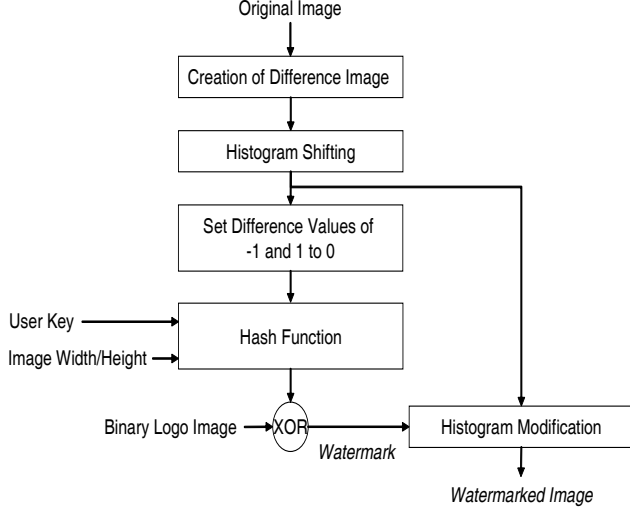 Original Image
Creation of Difference Image
Histogram Shifting
Set Difference Values of
-1 and 1 to 0
User Key
Hash Function
Image Width/Height
Binary Logo Image
XOR
Histogram Modification
Watermark
Watermarked Image